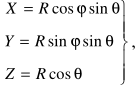 X = R cos φ sin θ
Y = R sin φ sin θ
Z = R cos θ
} ,